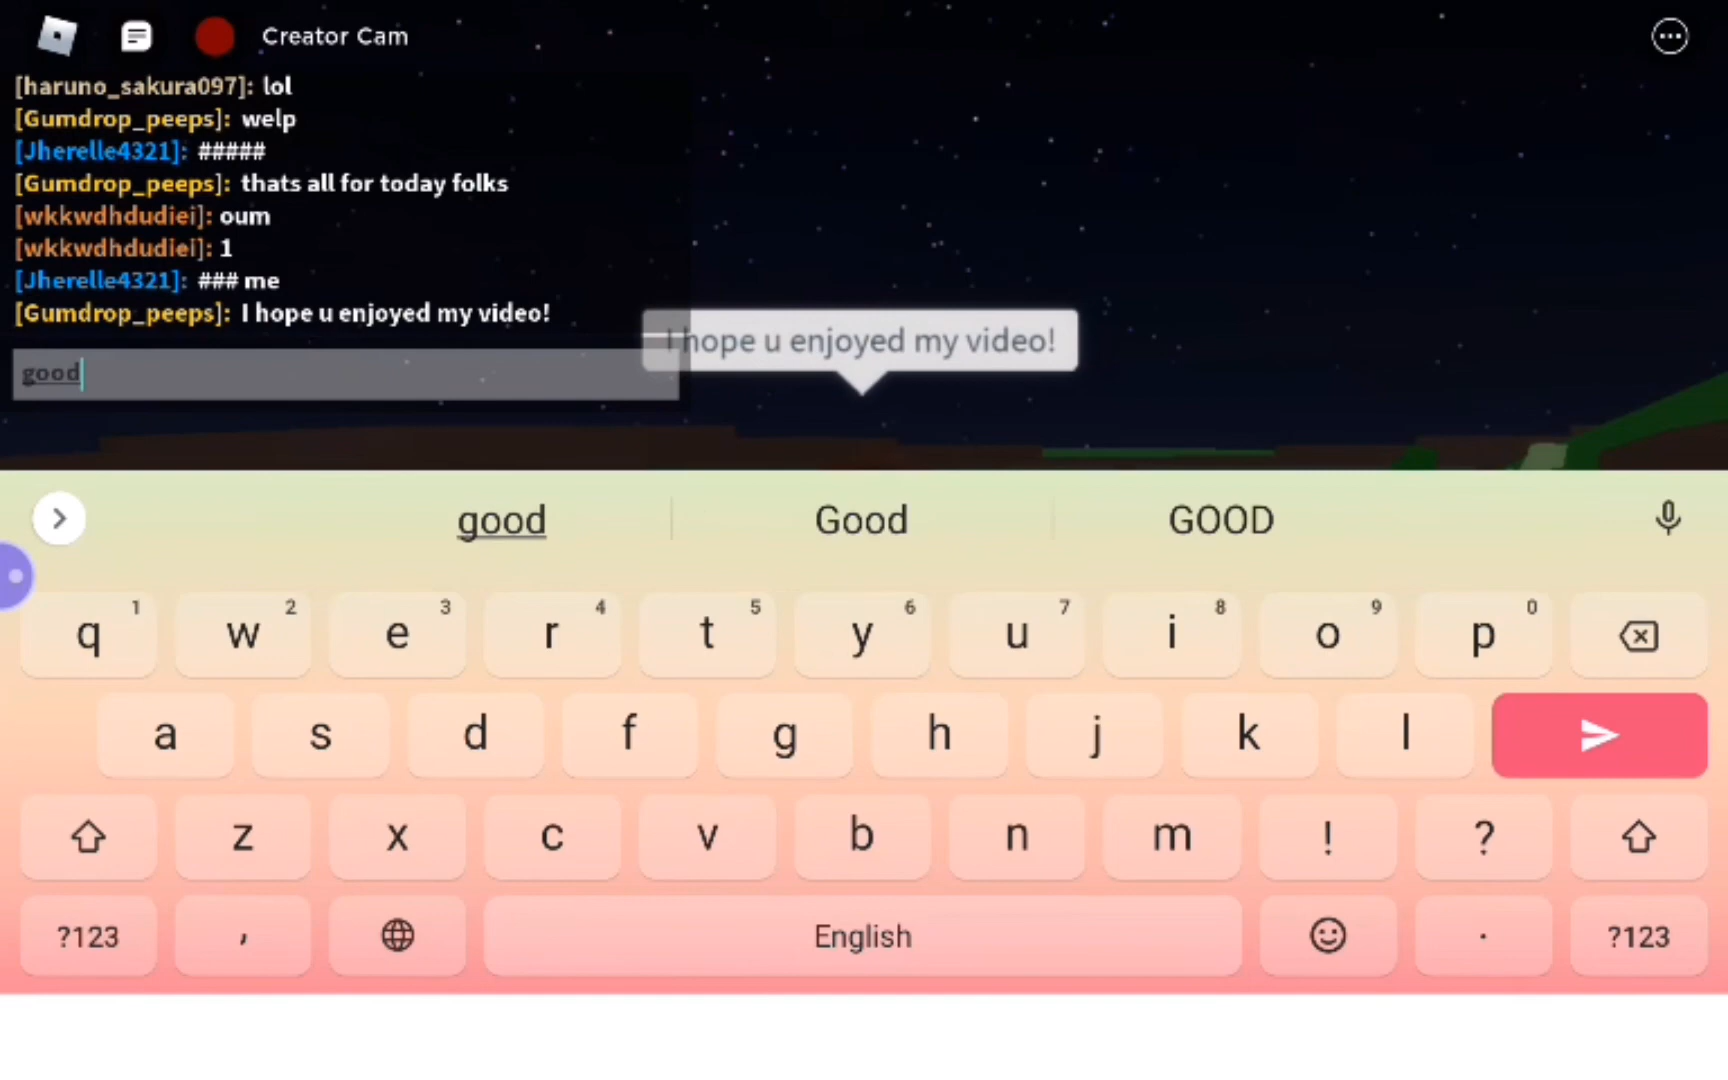 Creator Cam
[haruno_sakura097]: lol
[Gumdrop_peeps]: welp
[Jherelle4321]: #####
[Gumdrop_peeps]: thats all for today folks
[wkkwdhdudiei]: oum
[wkkwdhdudiei]: 1
[Jherelle4321]: ### me
[Gumdrop_peeps]: I hope u enjoyed my video!
I hope u enjoyed my video!
good
good Good GOOD
1 2 3 4 5 6 7 8 9 0
q w e r t y u i o p
a s d f g h j k l
z x c v b n m ! ?
?123 , English . ?123